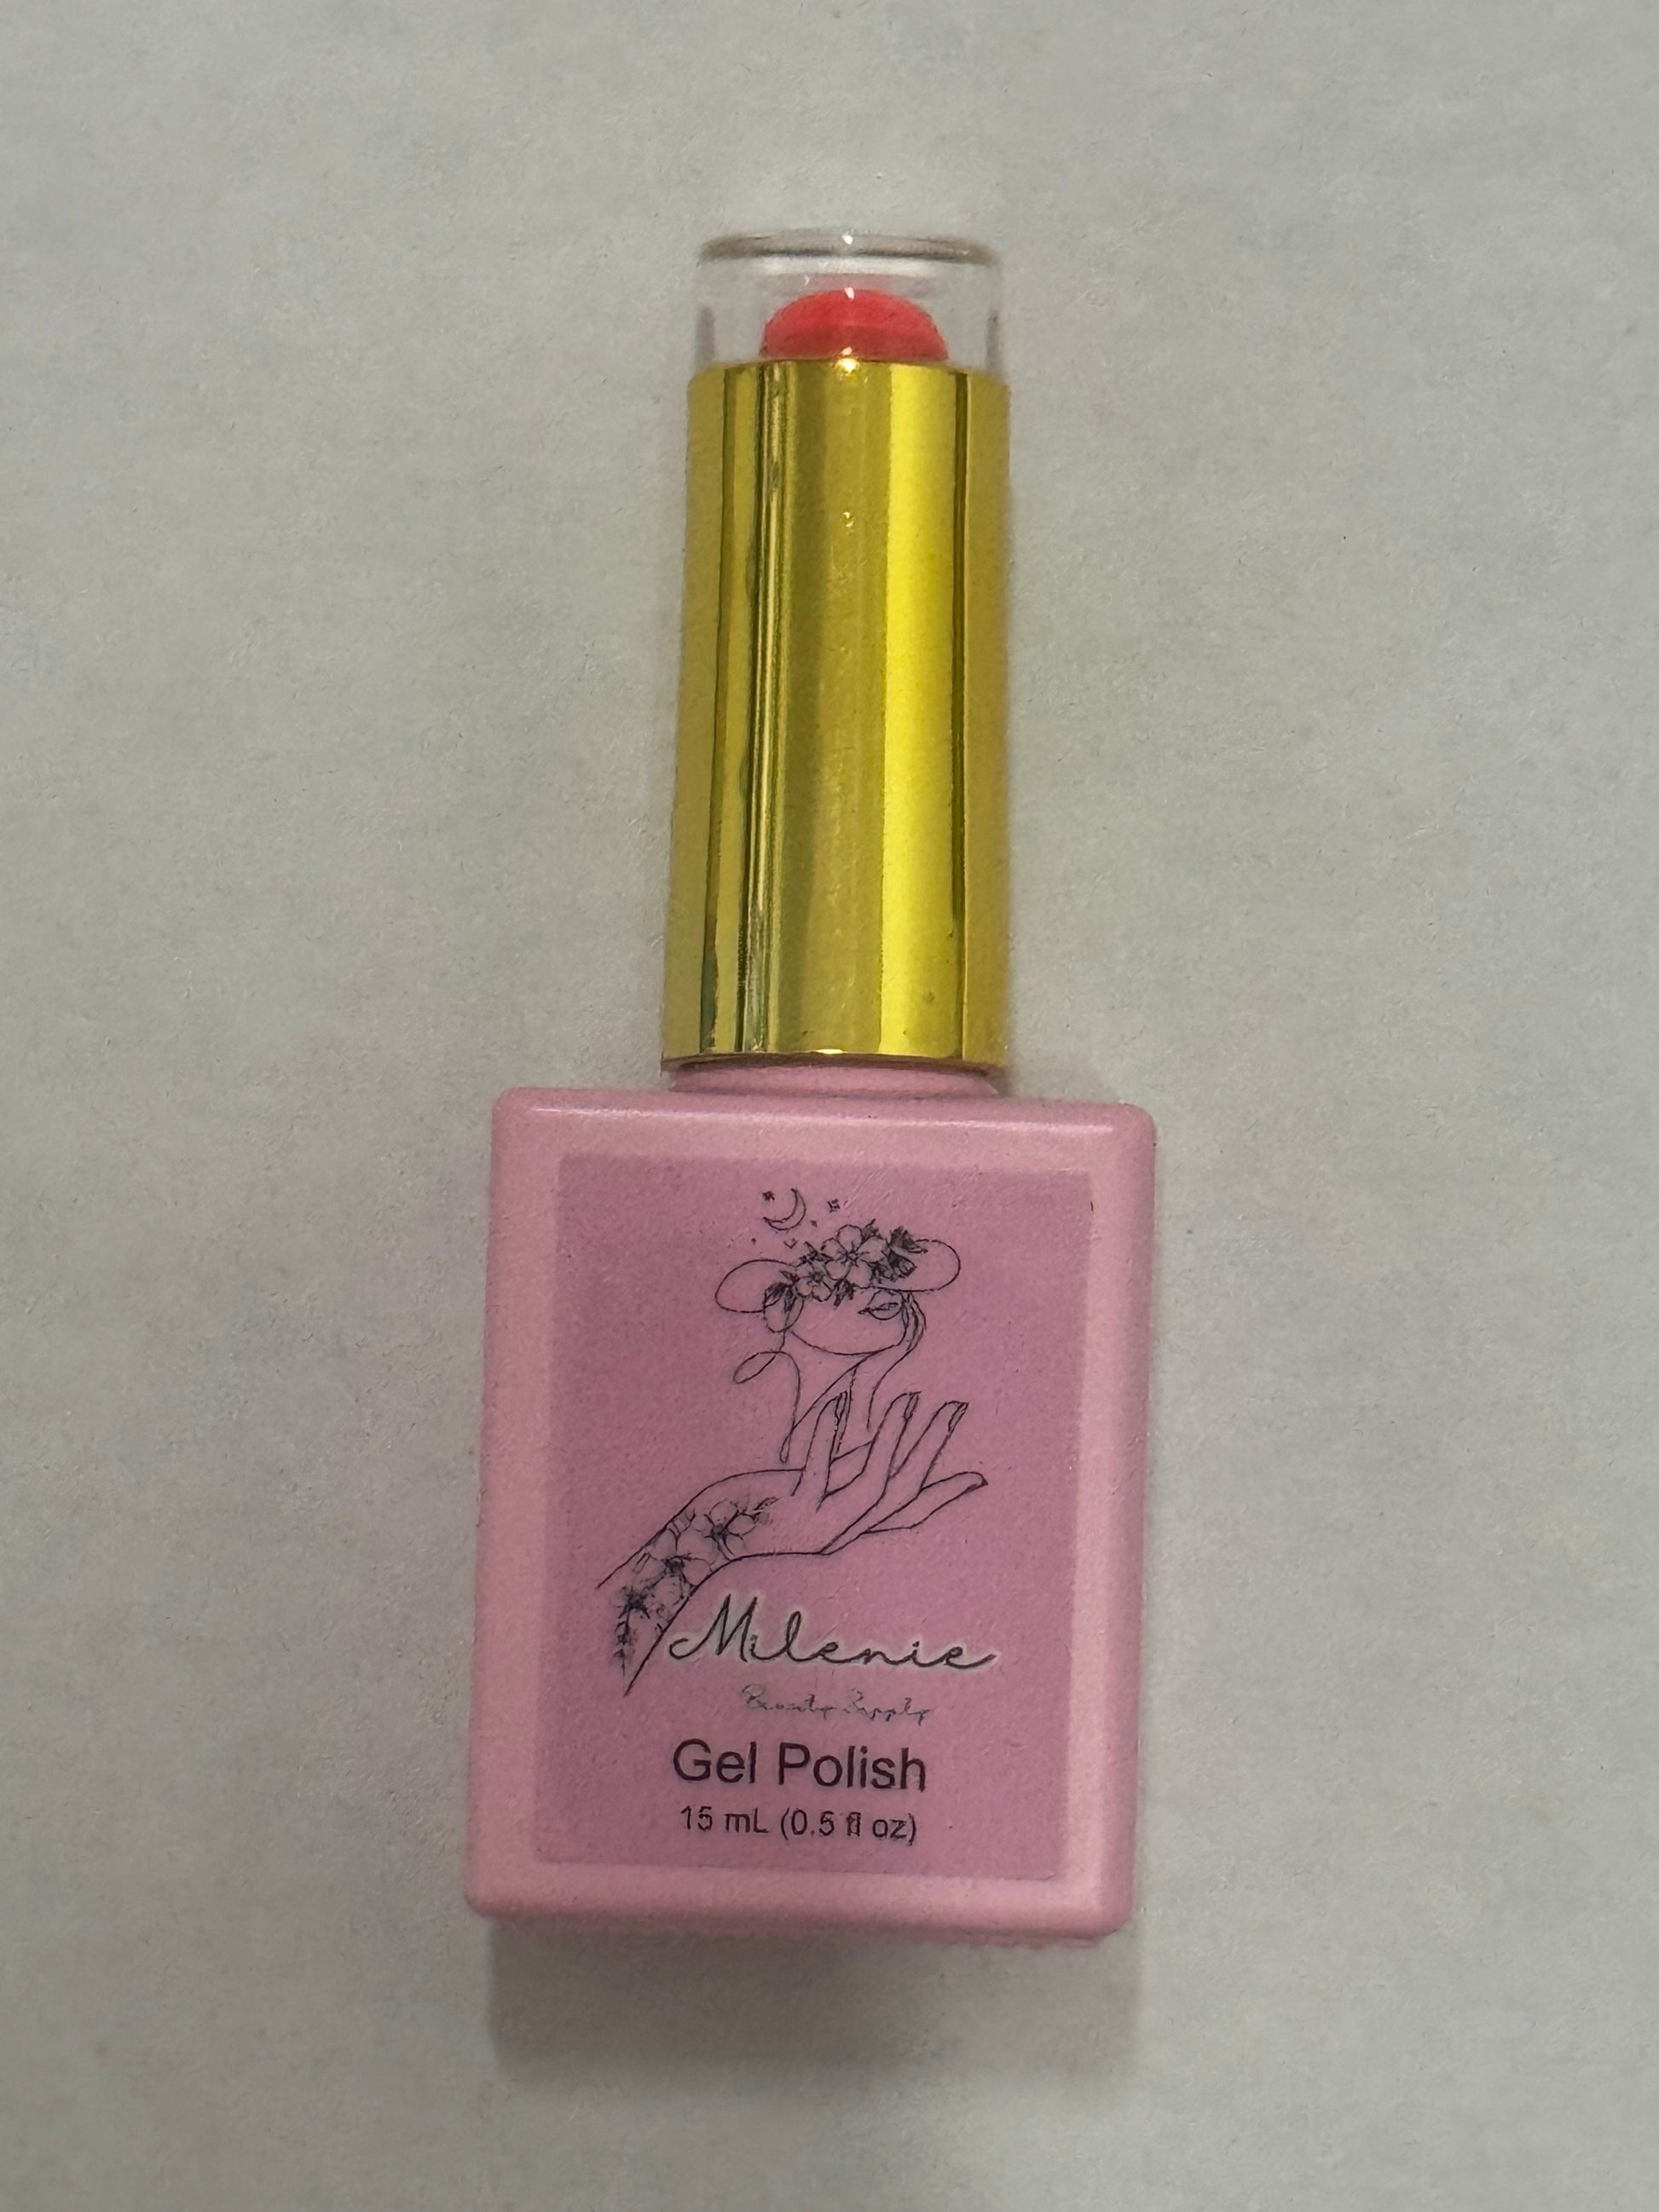 Milenie
Beauty Supply
Gel Polish
15 mL (0.5 fl oz)